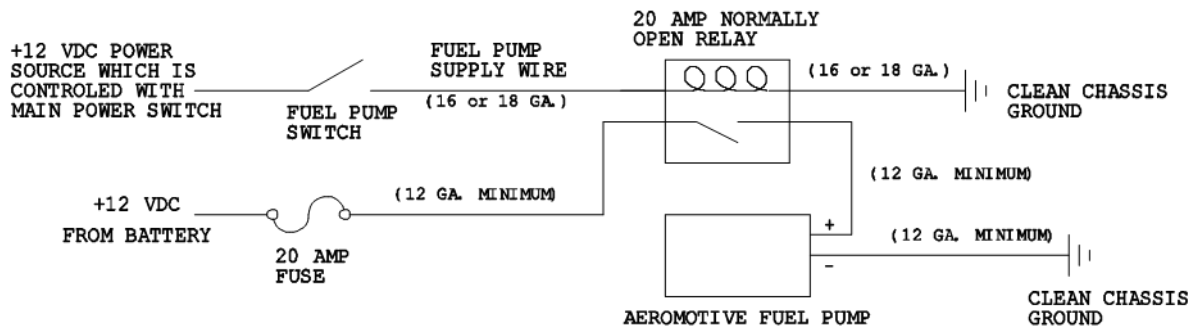 +12 VDC POWER
SOURCE WHICH IS
CONTROLED WITH
MAIN POWER SWITCH
FUEL PUMP
SWITCH
FUEL PUMP
SUPPLY WIRE
(16 or 18 GA.)
20 AMP NORMALLY
OPEN RELAY
(16 or 18 GA.)
CLEAN CHASSIS
GROUND
+12 VDC
FROM BATTERY
20 AMP
FUSE
(12 GA. MINIMUM)
(12 GA. MINIMUM)
+
-
(12 GA. MINIMUM)
AEROMOTIVE FUEL PUMP
CLEAN CHASSIS
GROUND